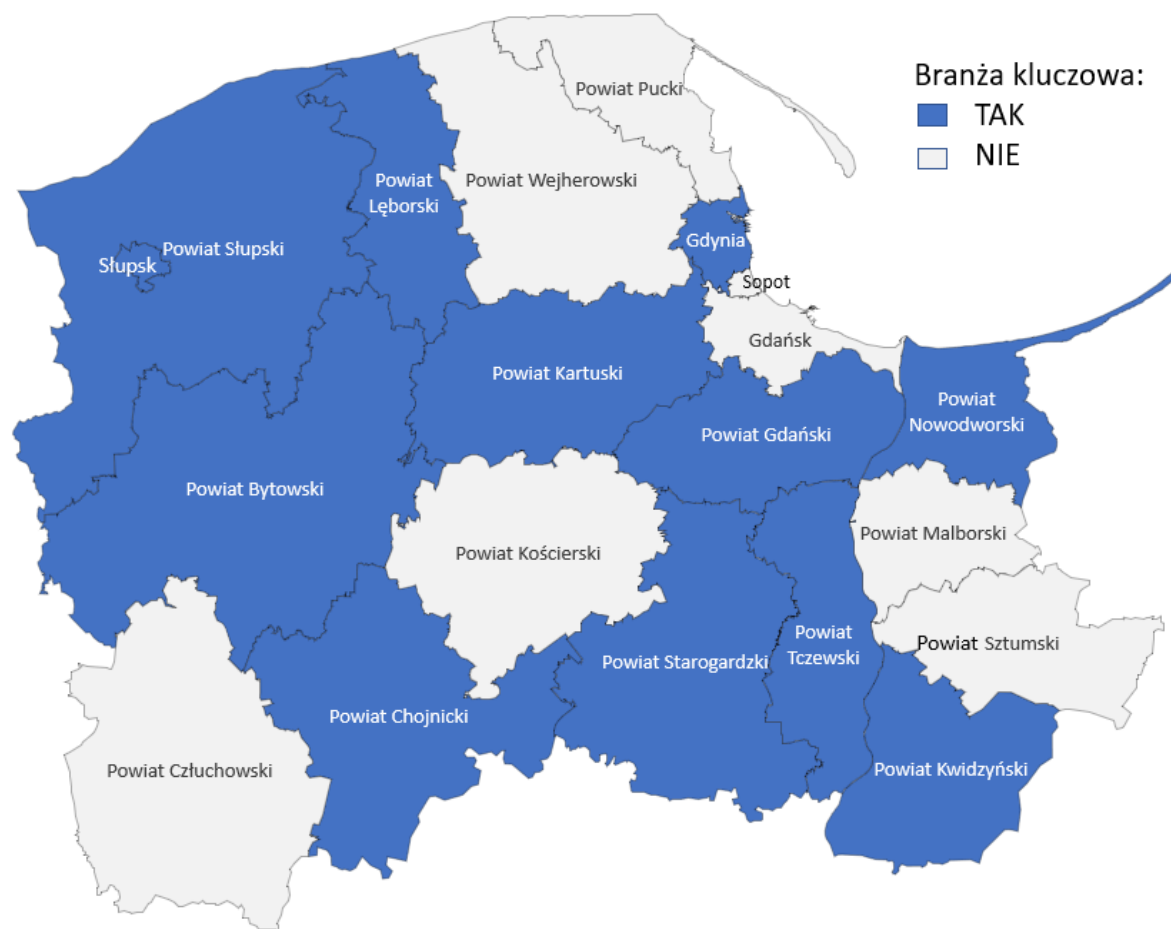 Branża kluczowa:
TAK
NIE
Powiat Pucki
Powiat Wejherowski
Powiat
Lęborski
Powiat Słupski
Słupsk
Gdynia
Sopot
Gdańsk
Powiat Kartuski
Powiat
Nowodworski
Powiat Gdański
Powiat Bytowski
Powiat Kościerski
Powiat Malborski
Powiat
Tczewski
Powiat Sztumski
Powiat Starogardzki
Powiat Chojnicki
Powiat Człuchowski
Powiat Kwidzyński